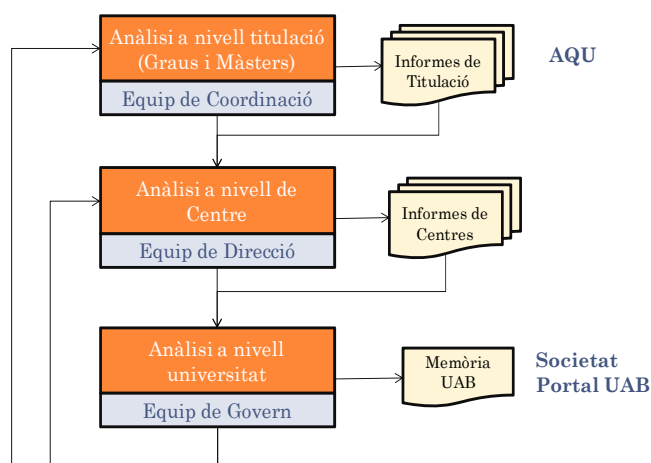 Anàlisi a nivell titulació
(Graus i Màsters)
Equip de Coordinació
Informes de
Titulació
AQU
Anàlisi a nivell de
Centre
Equip de Direcció
Informes de
Centres
Anàlisi a nivell
universitat
Equip de Govern
Memòria
UAB
Societat
Portal UAB